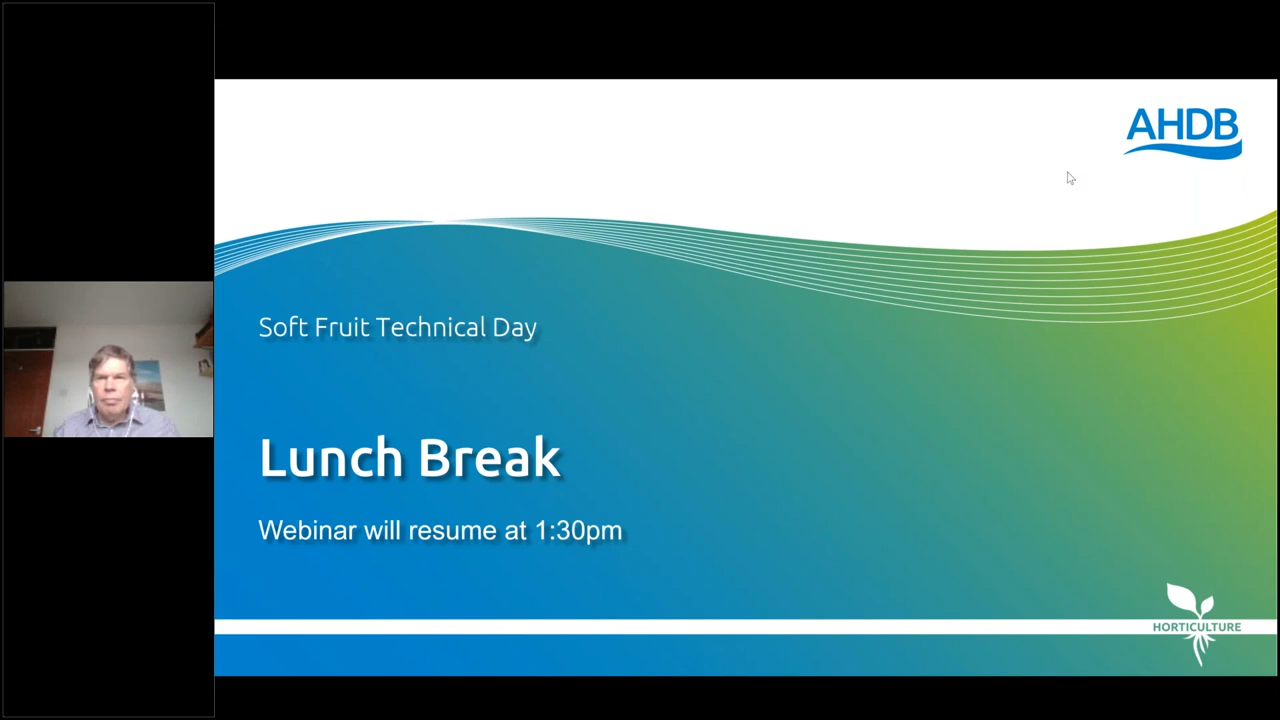 AHDB
Soft Fruit Technical Day
Lunch Break
Webinar will resume at 1:30pm
HORTICULTURE